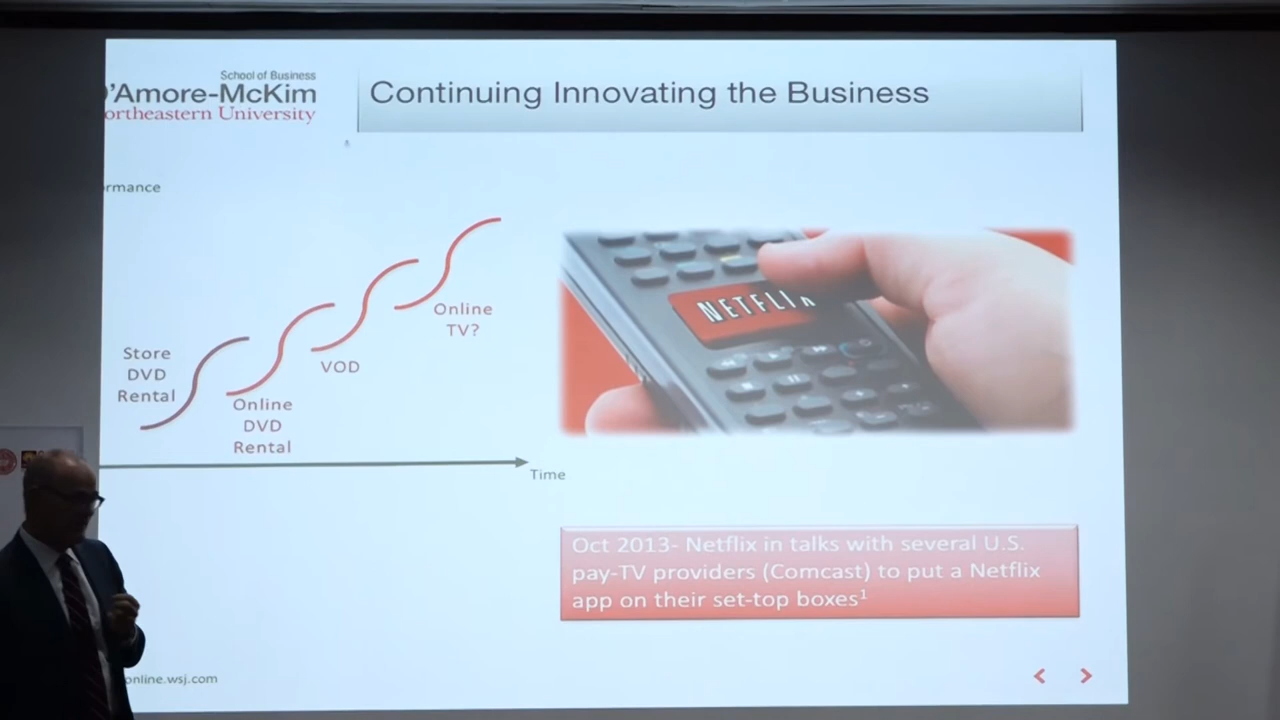 School of Business
'Amore-McKim
ortheastern University
Continuing Innovating the Business
rmance
Store
DVD
Rental
Online
DVD
Rental
VOD
Online
TV?
Time
NETFLIX
Oct 2013- Netflix in talks with several U.S.
pay-TV providers (Comcast) to put a Netflix
app on their set-top boxes¹
online.wsj.com